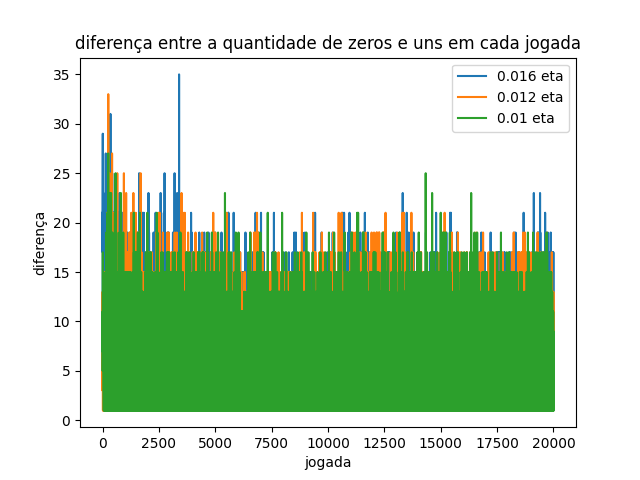 diferença entre a quantidade de zeros e uns em cada jogada
0.016 eta
0.012 eta
0.01 eta
diferença
35
30
25
20
15
10
5
0
0 2500 5000 7500 10000 12500 15000 17500 20000
jogada